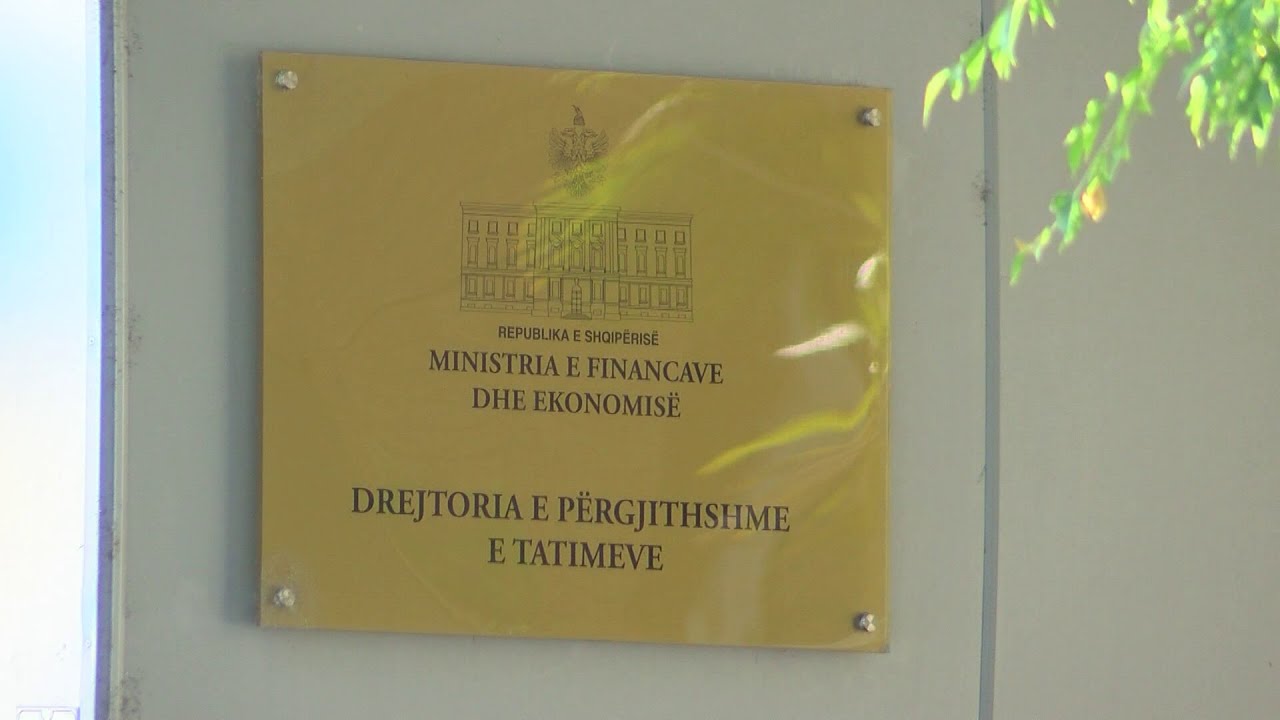 REPUBLIKA E SHQIPËRISË
MINISTRIA E FINANCAVE
DHE EKONOMISË
DREJTORIA E PËRGJITHSHME
E TATIMEVE